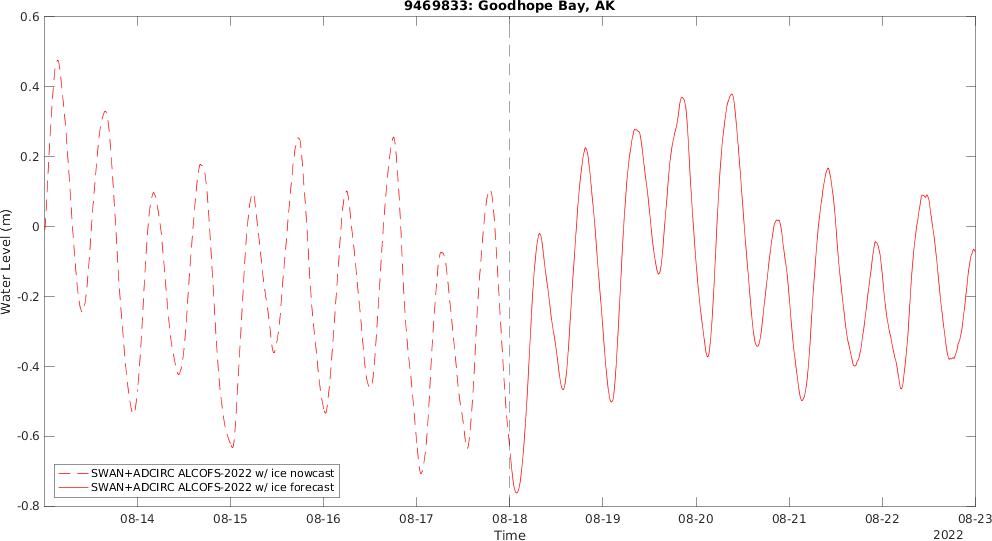 9469833: Goodhope Bay, AK
0.6
0.4
0.2
0
-0.2
-0.4
-0.6
-0.8
Water Level (m)
SWAN+ADCIRC ALCOFS-2022 w/ ice nowcast
SWAN+ADCIRC ALCOFS-2022 w/ ice forecast
08-14 08-15 08-16 08-17 08-18 08-19 08-20 08-21 08-22 08-23
Time
2022